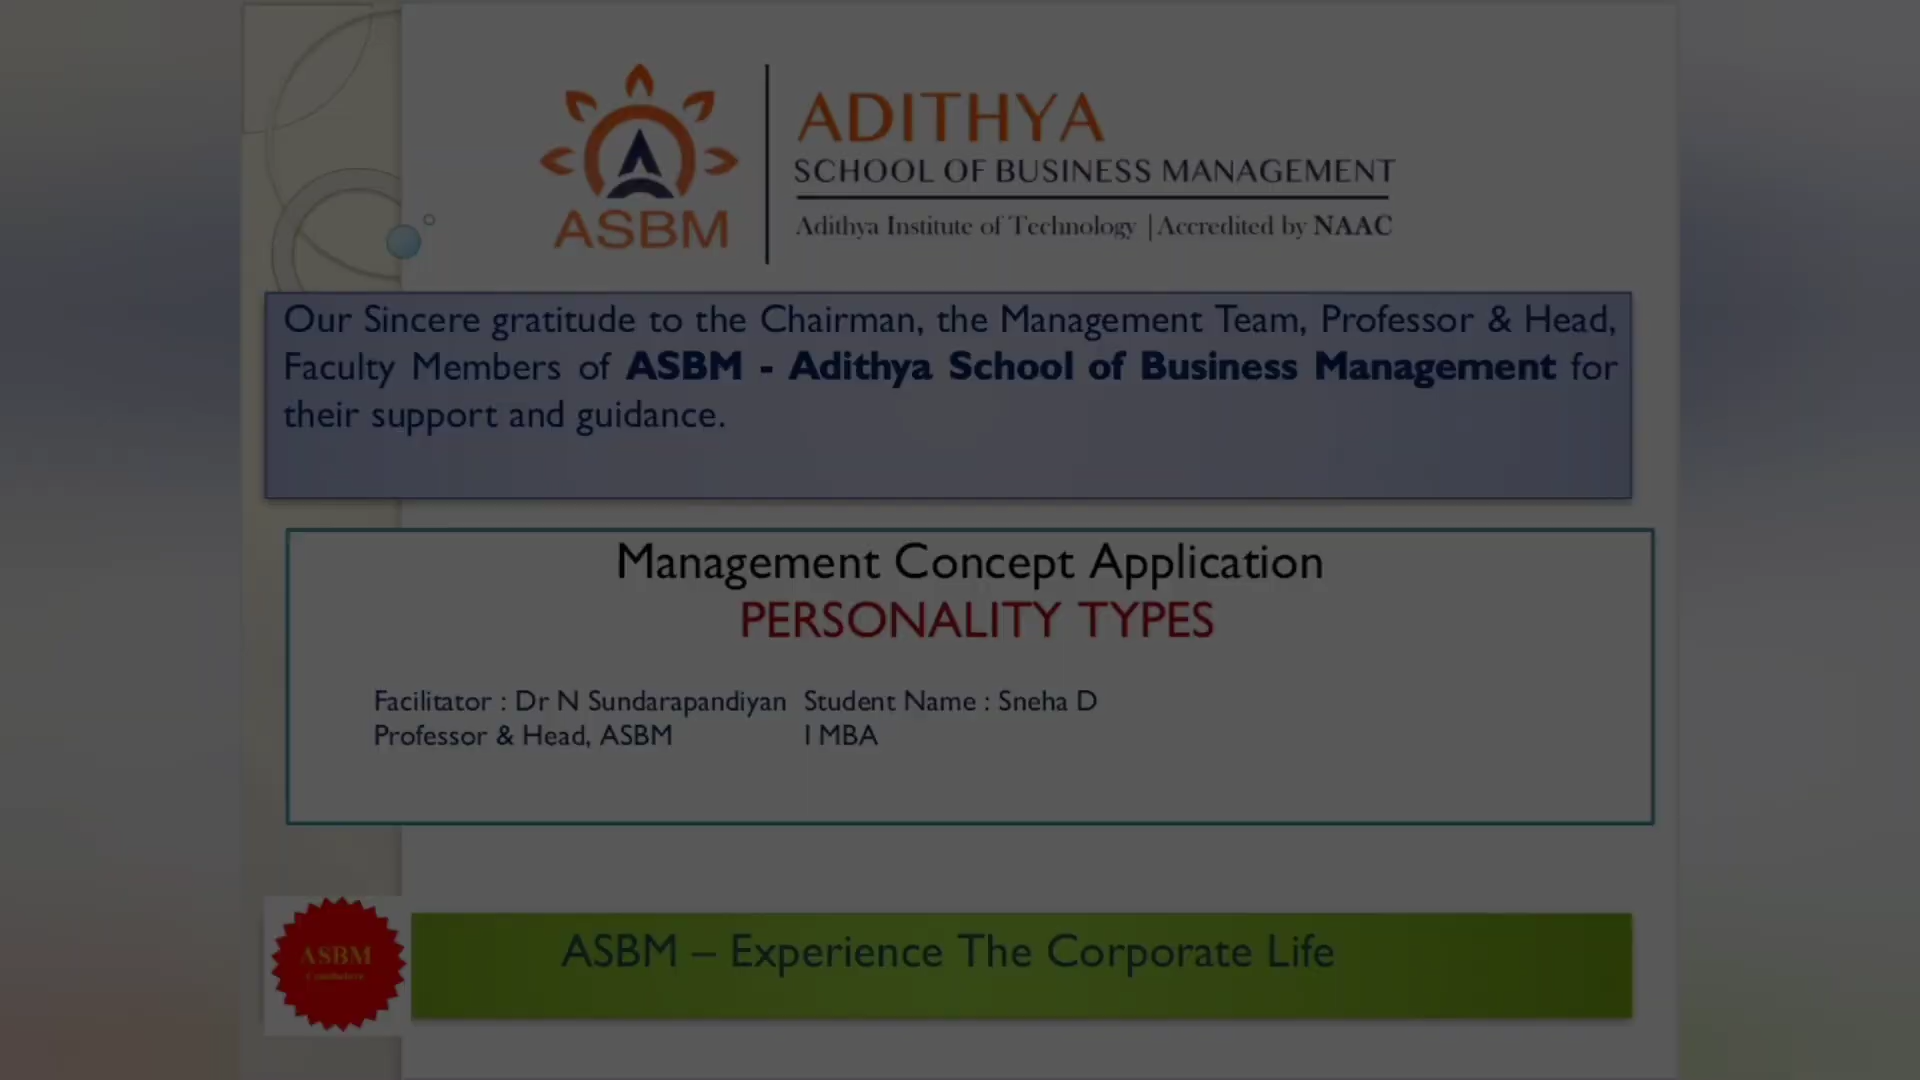 ADITHYA
SCHOOL OF BUSINESS MANAGEMENT
ASBM
Adithya Institute of Technology | Accredited by NAAC
Our Sincere gratitude to the Chairman, the Management Team, Professor & Head,
Faculty Members of ASBM - Adithya School of Business Management for
their support and guidance.
Management Concept Application
PERSONALITY TYPES
Facilitator : Dr N Sundarapandiyan Student Name : Sneha D
Professor & Head, ASBM I MBA
ASBM
ASBM – Experience The Corporate Life